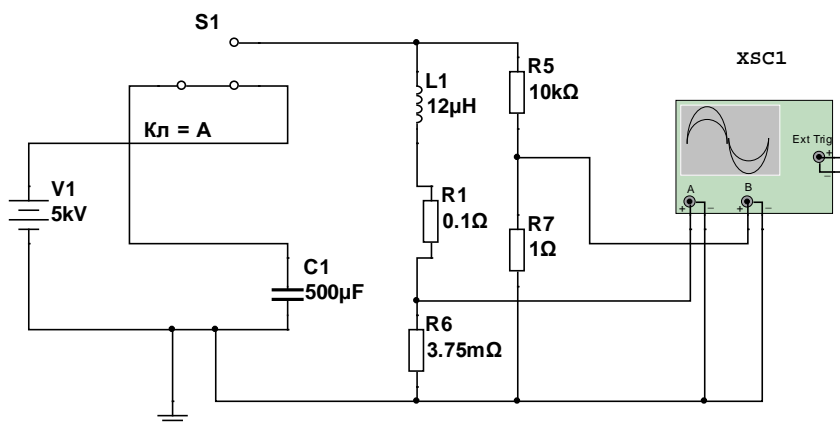 S1
XSC1
R5
10kΩ
L1
12µH
Кл = A
Ext Trig
+
−
V1
5kV
R1
0.1Ω
A
B
+
−
+
−
R7
1Ω
C1
500µF
R6
3.75mΩ